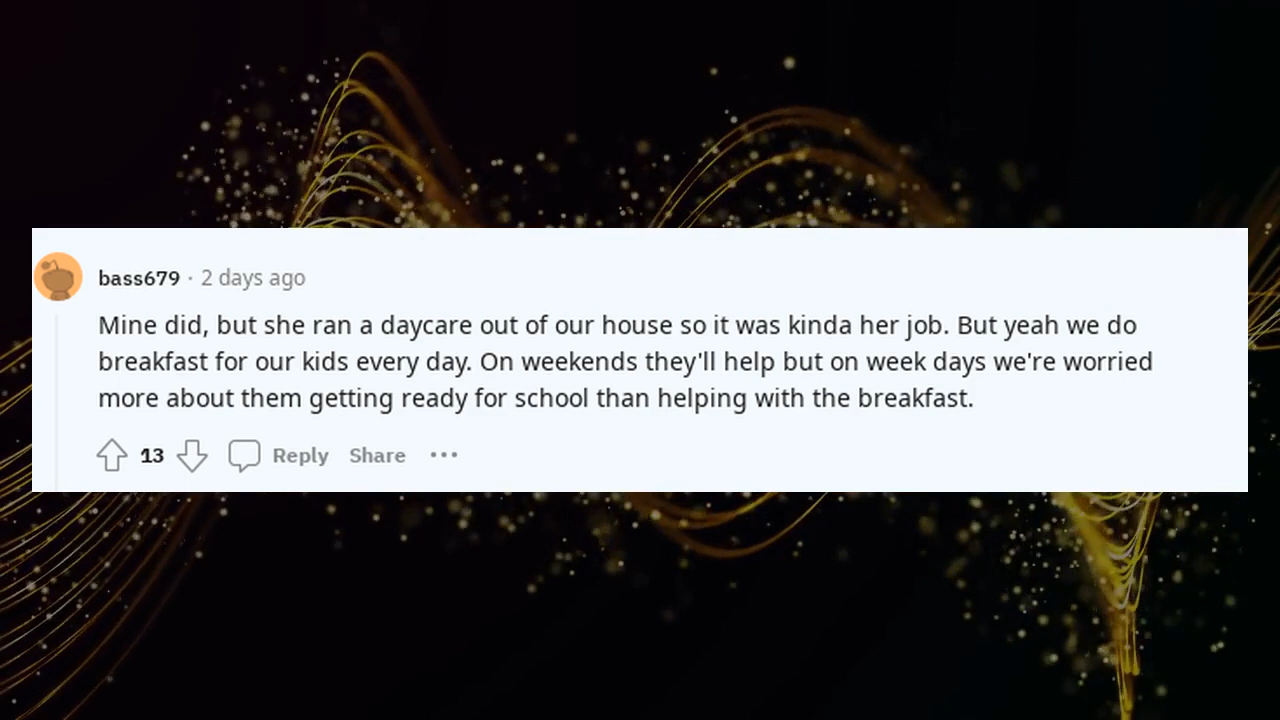 bass679 · 2 days ago
Mine did, but she ran a daycare out of our house so it was kinda her job. But yeah we do
breakfast for our kids every day. On weekends they'll help but on week days we're worried
more about them getting ready for school than helping with the breakfast.
13 Reply Share •••